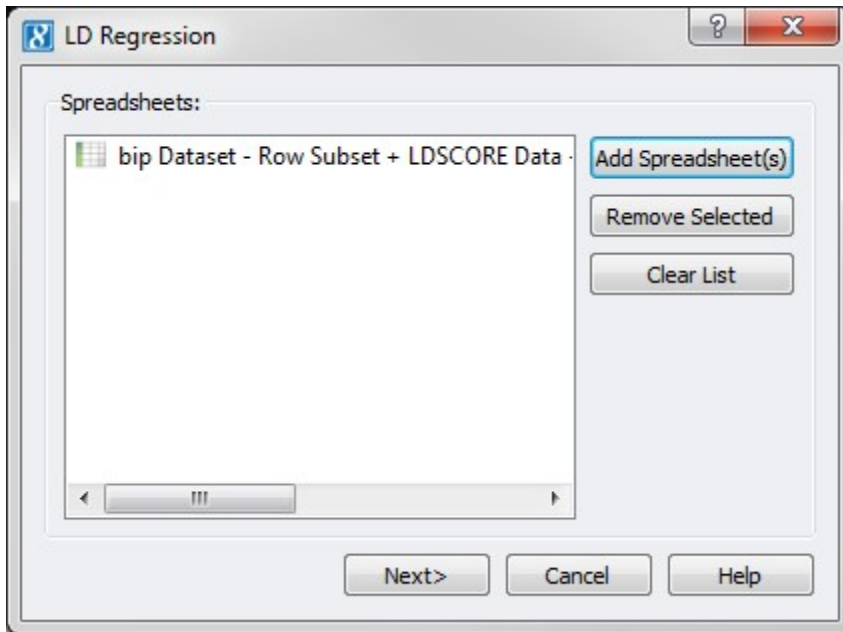 LD Regression
?
Spreadsheets:
bip Dataset - Row Subset + LDSCORE Data -
Add Spreadsheet(s)
Remove Selected
Clear List
Next>
Cancel
Help